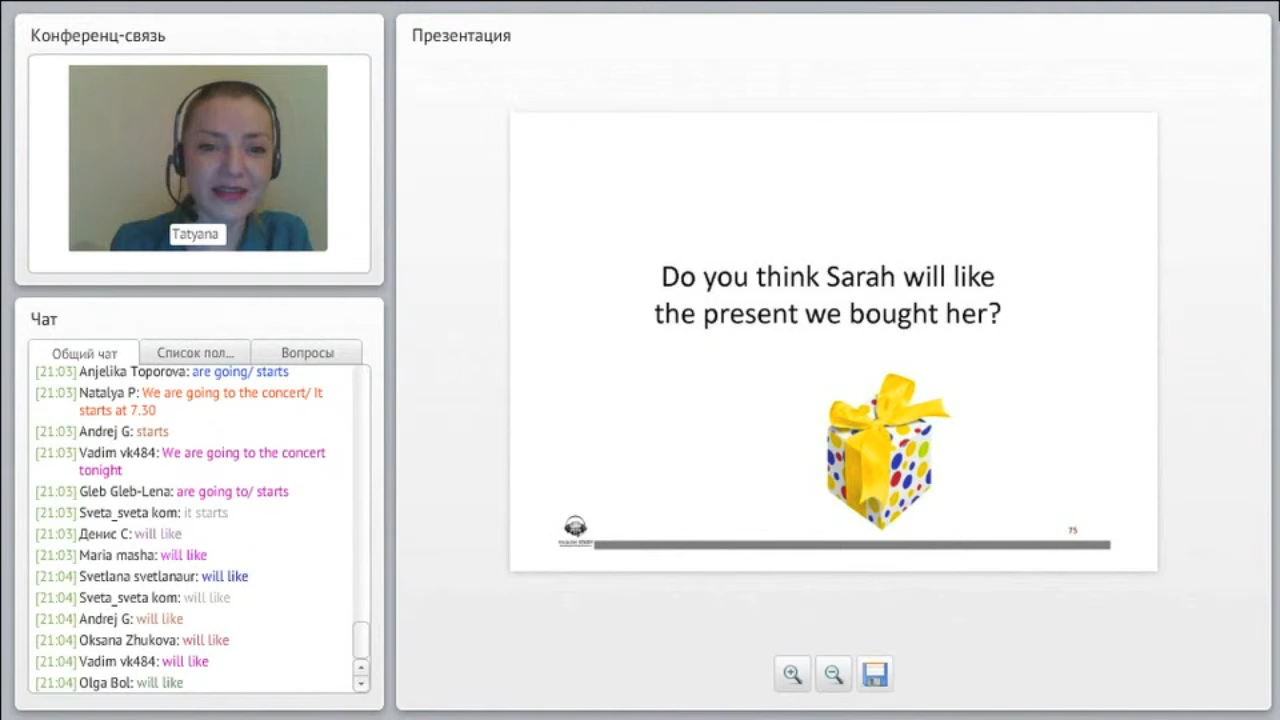 Конференц-связь
Tatyana
Чат
Общий чат
Список пол...
Вопросы
[21:03] Anjelika Toporova: are going/ starts
[21:03] Natalya P: We are going to the concert/ It
starts at 7.30
[21:03] Andrej G: starts
[21:03] Vadim vk484: We are going to the concert
tonight
[21:03] Gleb Gleb-Lena: are going to/ starts
[21:03] Sveta_sveta kom: it starts
[21:03] Денис С: will like
[21:03] Maria masha: will like
[21:04] Svetlana svetlanaur: will like
[21:04] Sveta_sveta kom: will like
[21:04] Andrej G: will like
[21:04] Oksana Zhukova: will like
[21:04] Vadim vk484: will like
[21:04] Olga Bol: will like
Презентация
Do you think Sarah will like
the present we bought her?
75